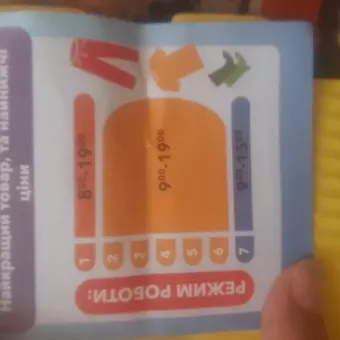 Найкращий товар, та найнижчі
ціни
РЕЖИМ РОБОТИ:
1 8⁰⁰-19⁰⁰
2
3
4 9⁰⁰-19⁰⁰
5
6
7 9⁰⁰-15⁰⁰